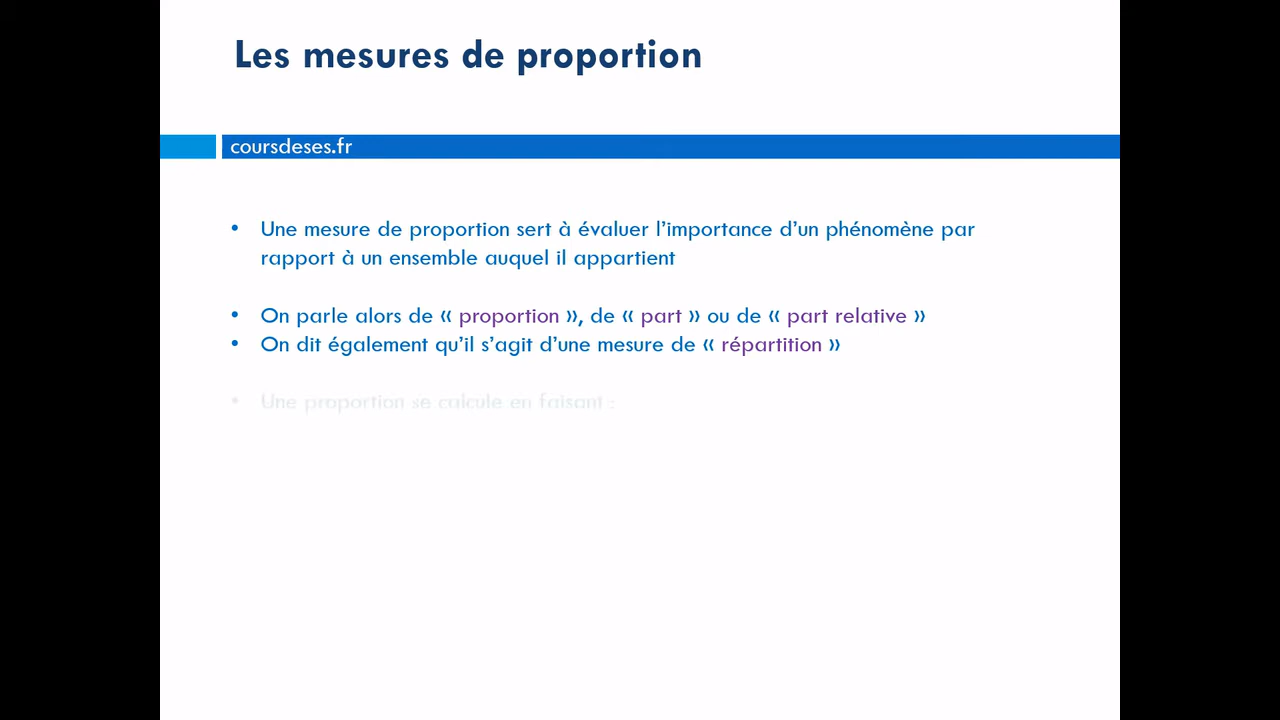 Les mesures de proportion
coursdeses.fr
• Une mesure de proportion sert à évaluer l’importance d’un phénomène par
rapport à un ensemble auquel il appartient
• On parle alors de « proportion », de « part » ou de « part relative »
• On dit également qu’il s’agit d’une mesure de « répartition »
• Une proportion se calcule en faisant :